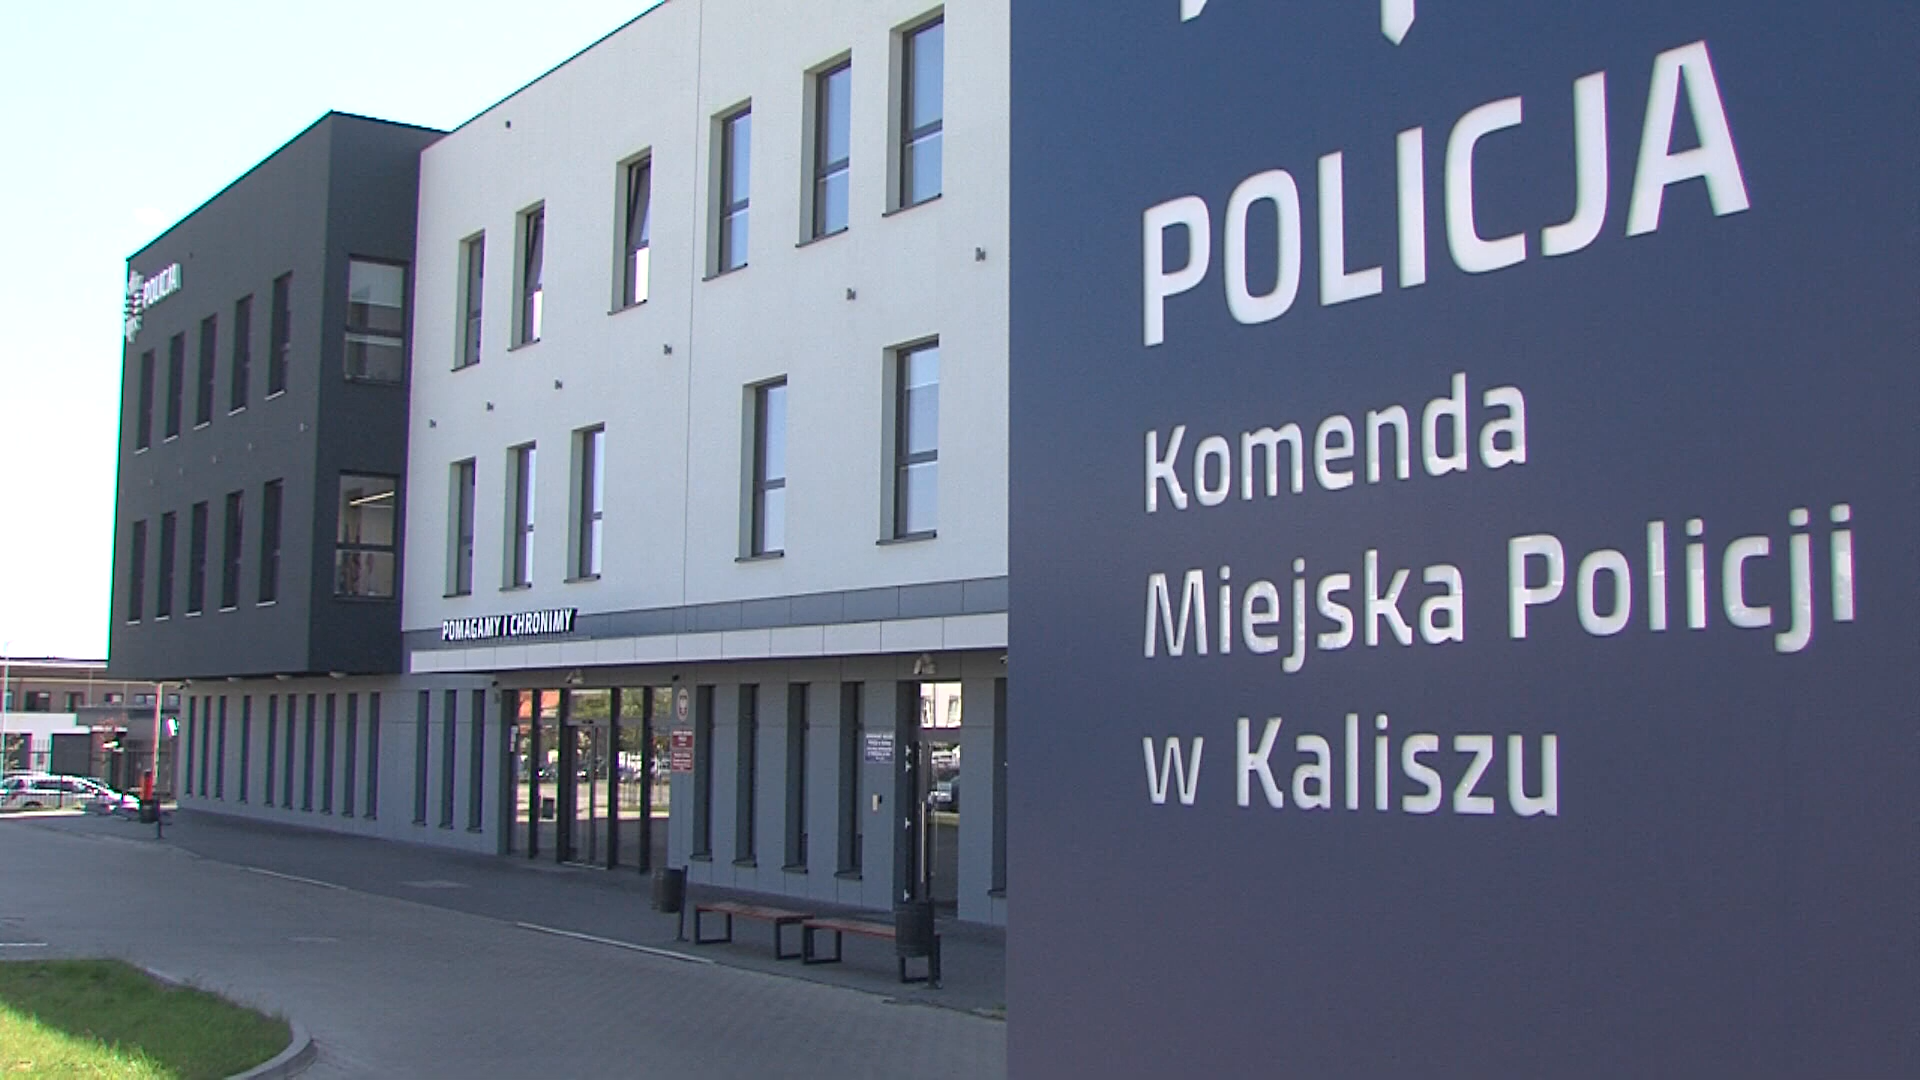 POLICJA
POMAGAMY I CHRONIMY
POLICJA
Komenda
Miejska Policji
w Kaliszu